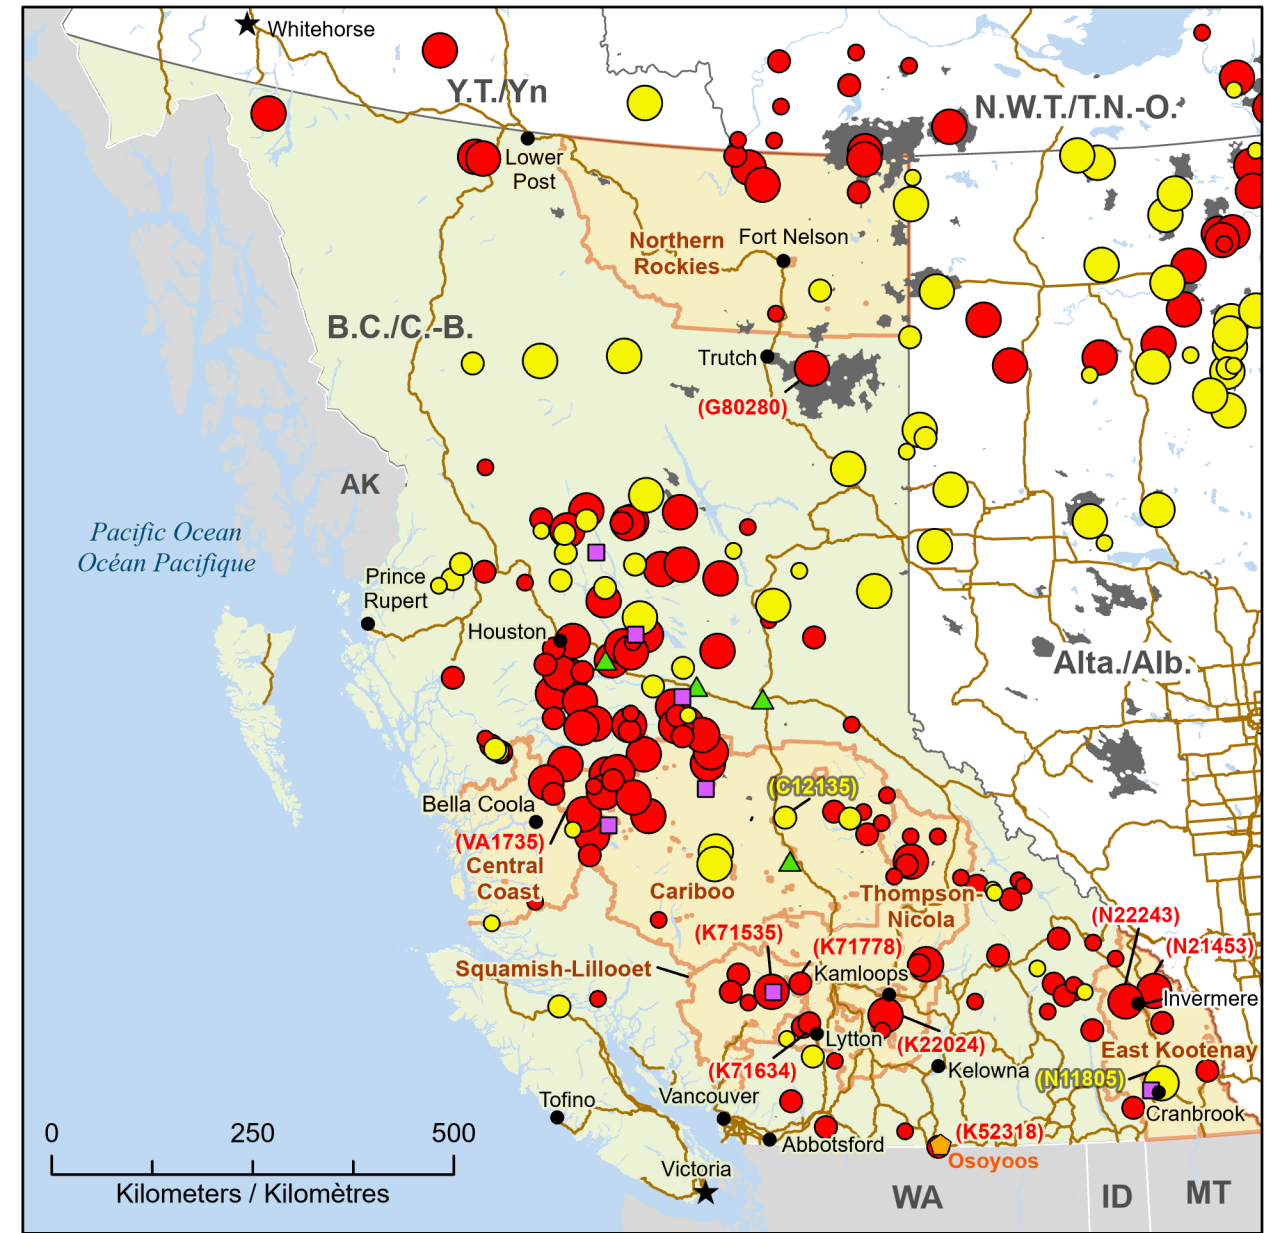 Whitehorse
Y.T./Yn
N.W.T./T.N.-O.
Lower
Post
Northern
Rockies
Fort Nelson
B.C./C.-B.
Trutch
(G80280)
AK
Pacific Ocean
Océan Pacifique
Prince
Rupert
Houston
Alta./Alb.
(C12135)
Bella Coola
(VA1735)
Central
Coast
Cariboo
Thompson-
Nicola
(N22243)
(K71535)
(K71778)
(N21453)
Squamish-Lillooet
Kamloops
Invermere
Lytton
(K22024)
East Kootenay
(K71634)
Kelowna
(N11805)
Tofino
Vancouver
Cranbrook
0
250
500
Abbotsford
(K52318)
Osoyoos
Victoria
Kilometers / Kilomètres
WA
ID
MT